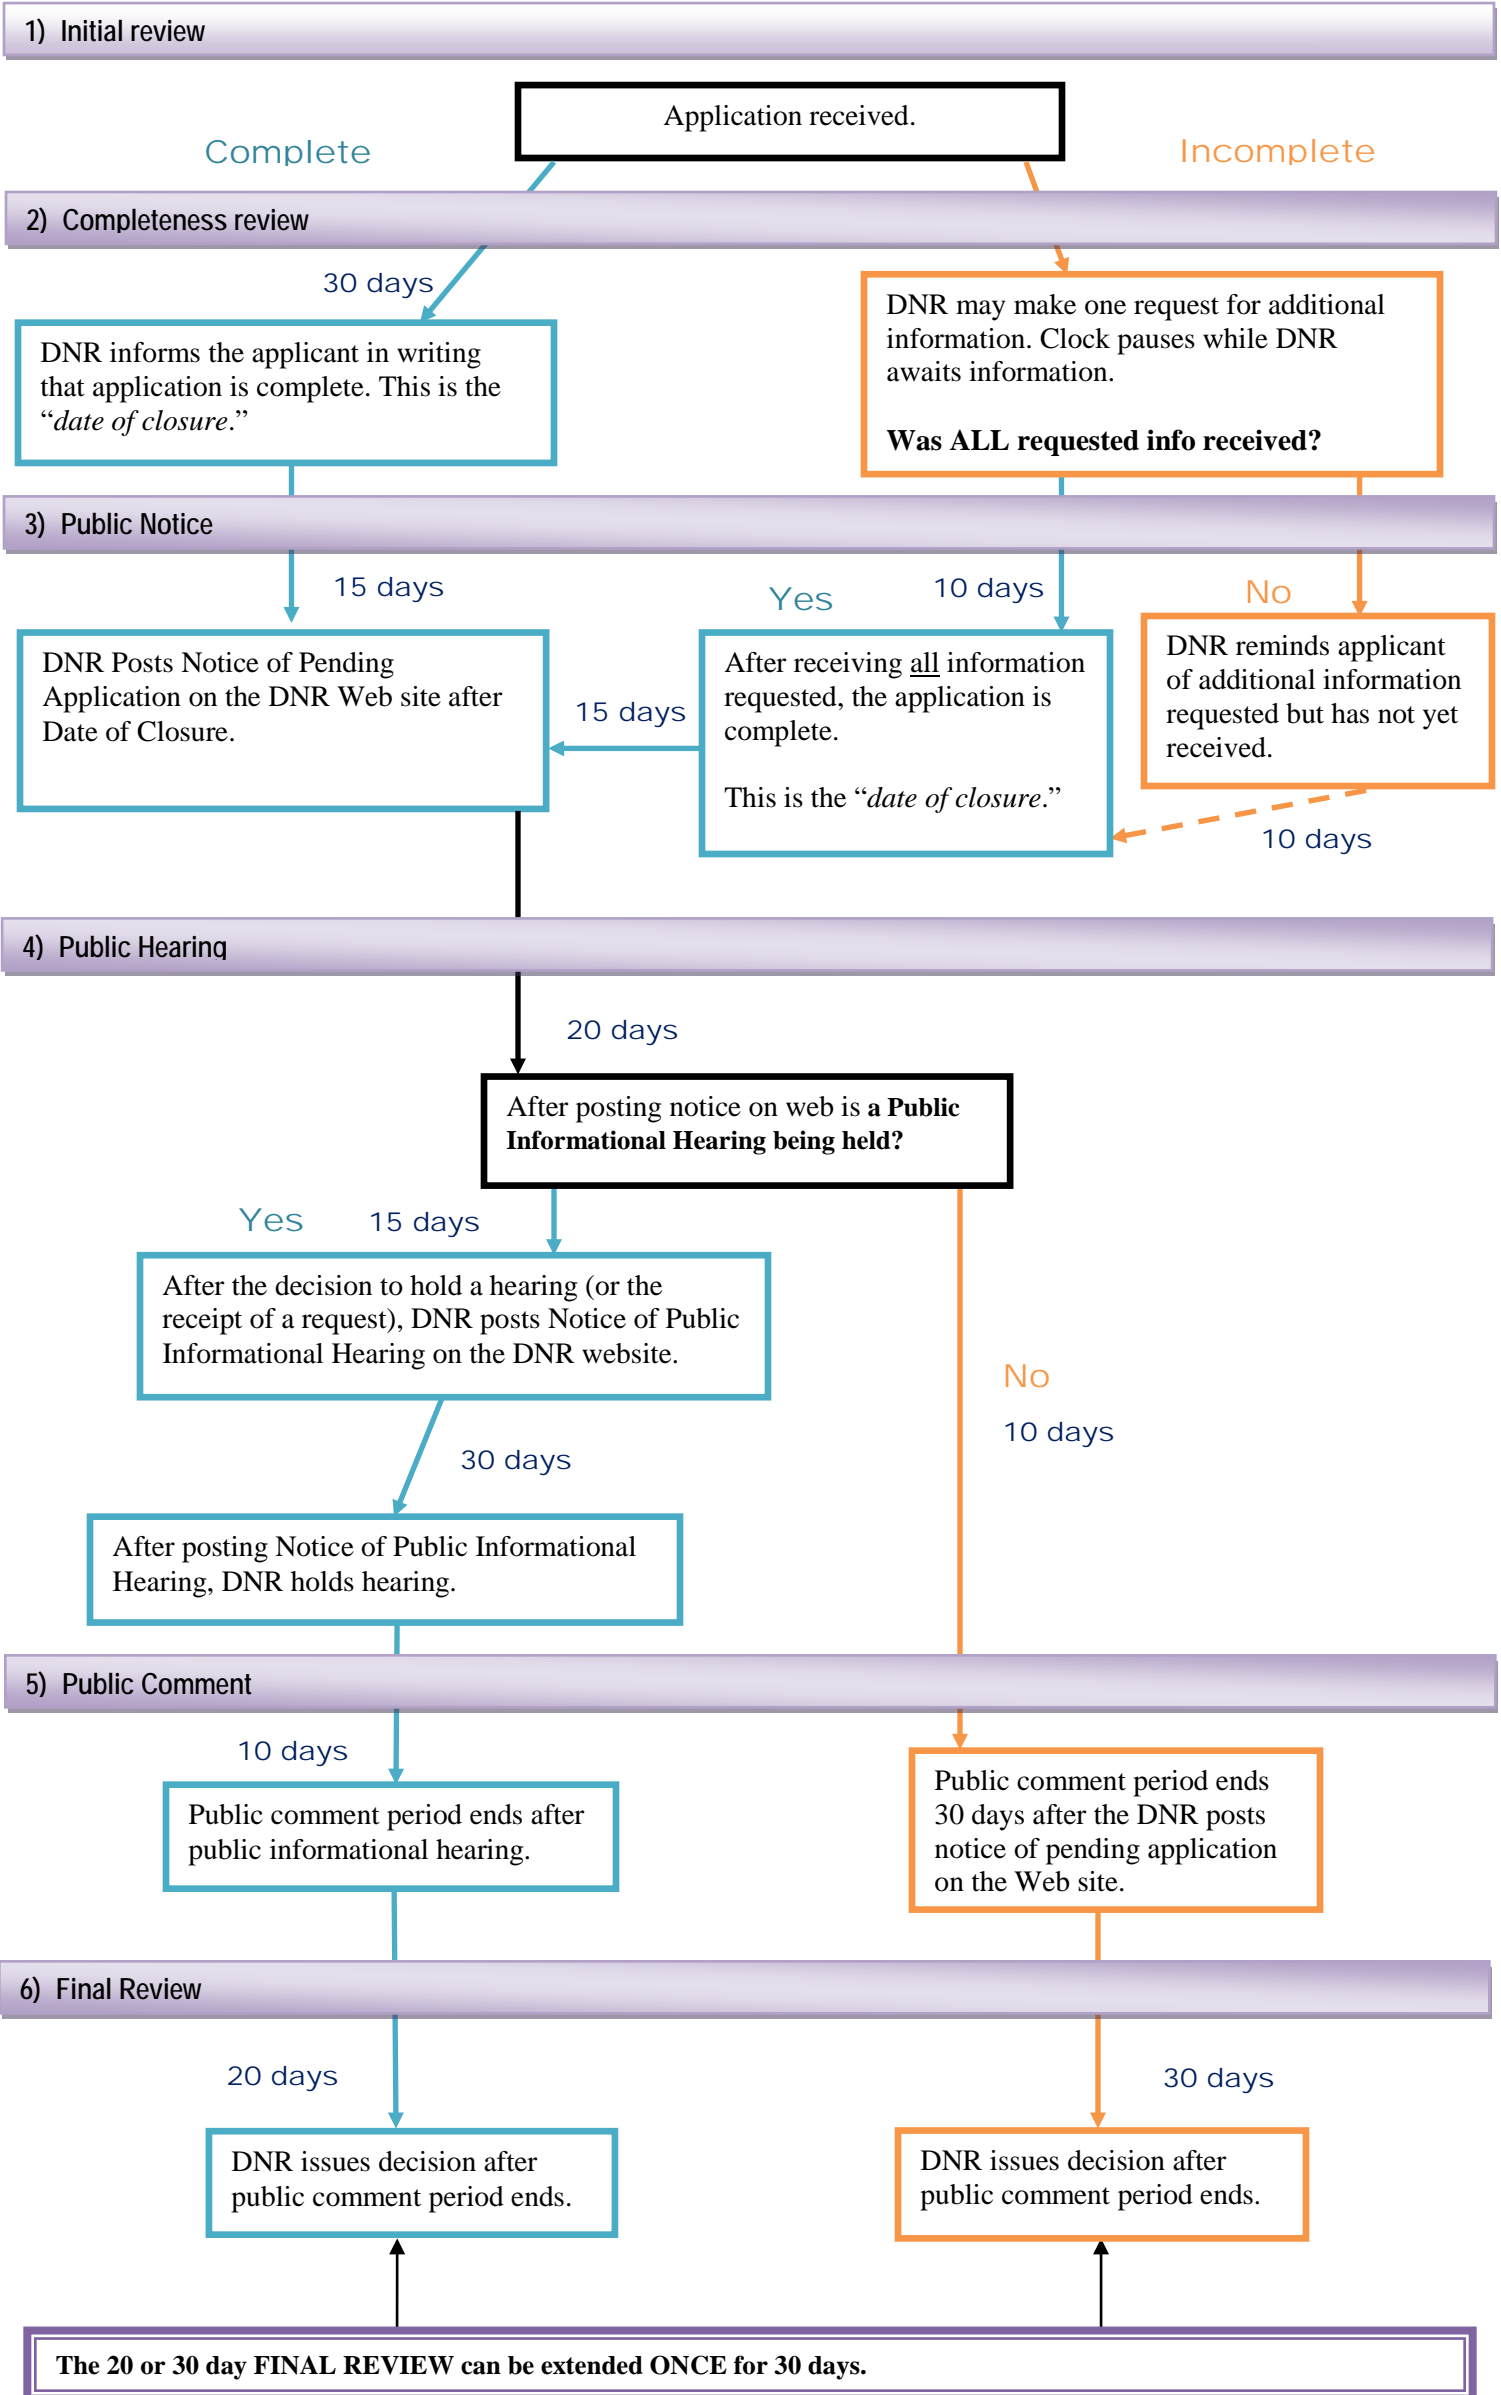 1) Initial review
Application received.
Complete
Incomplete
2) Completeness review
30 days
DNR informs the applicant in writing
that application is complete. This is the
“date of closure.”
DNR may make one request for additional
information. Clock pauses while DNR
awaits information.
Was ALL requested info received?
3) Public Notice
15 days
Yes
10 days
No
DNR Posts Notice of Pending
Application on the DNR Web site after
Date of Closure.
15 days
After receiving all information
requested, the application is
complete.
This is the “date of closure.”
DNR reminds applicant
of additional information
requested but has not yet
received.
10 days
4) Public Hearing
20 days
After posting notice on web is a Public
Informational Hearing being held?
Yes
15 days
After the decision to hold a hearing (or the
receipt of a request), DNR posts Notice of Public
Informational Hearing on the DNR website.
No
10 days
30 days
After posting Notice of Public Informational
Hearing, DNR holds hearing.
5) Public Comment
10 days
Public comment period ends after
public informational hearing.
Public comment period ends
30 days after the DNR posts
notice of pending application
on the Web site.
6) Final Review
20 days
30 days
DNR issues decision after
public comment period ends.
DNR issues decision after
public comment period ends.
The 20 or 30 day FINAL REVIEW can be extended ONCE for 30 days.